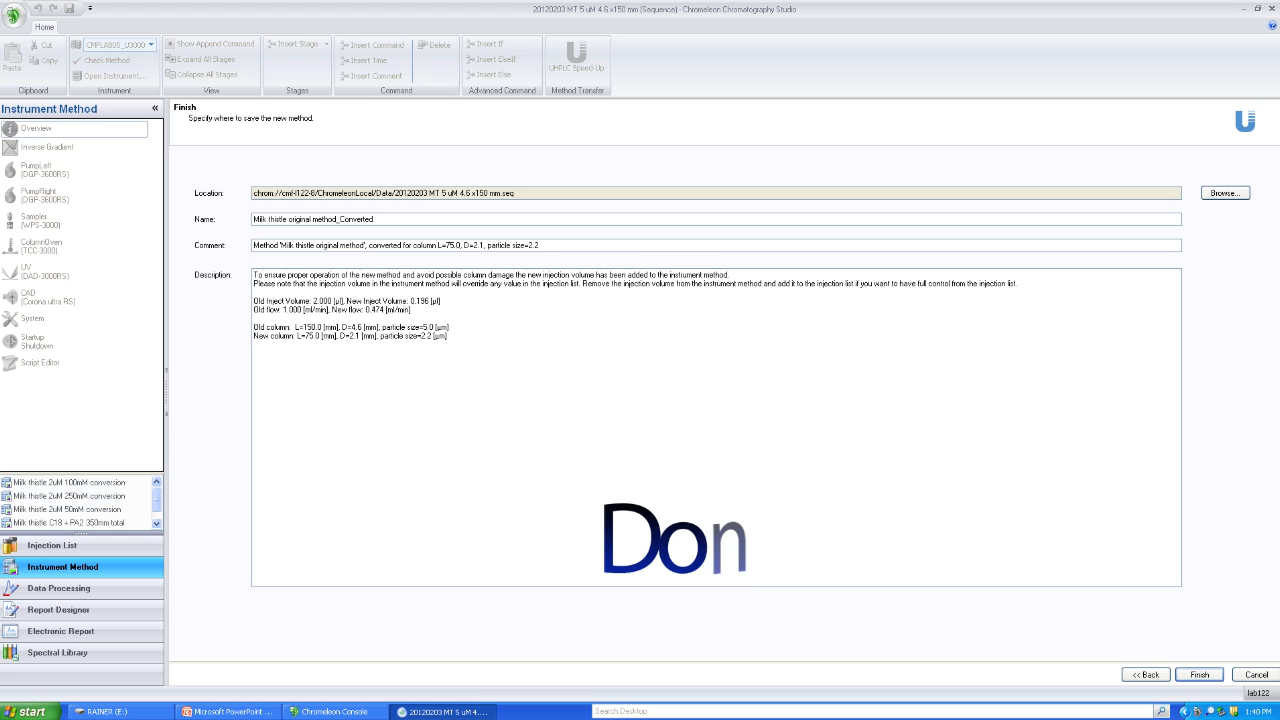 20120203 MT 5 uM 4.6 x150 mm (Sequence) - Chromeleon Chromatography Studio
Home
Paste
Cut
Copy
Clipboard
CMFLAB05_U3000
Check Method
Open Instrument...
Instrument
Show Append Command
Expand All Stages
Collapse All Stages
View
Insert Stage
Stages
Insert Command
Insert Time
Insert Comment
Delete
Command
Insert If
Insert ElseIf
Insert Else
Advanced Command
UHPLC Speed-Up
Method Transfer
Instrument Method
«
Overview
Inverse Gradient
PumpLeft
(DGP-3600RS)
PumpRight
(DGP-3600RS)
Sampler
(WPS-3000)
ColumnOven
(TCC-3000)
UV
(DAD-3000RS)
CAD
(Corona ultra RS)
System
Startup
Shutdown
Script Editor
Milk thistle 2uM 100mM conversion
Milk thistle 2uM 250mM conversion
Milk thistle 2uM 50mM conversion
Milk thistle C18 + PA2 350mm total
Injection List
Instrument Method
Data Processing
Report Designer
Electronic Report
Spectral Library
Finish
Specify where to save the new method.
U
Location:
chrom://cmf-l122-8/ChromeleonLocal/Data/20120203 MT 5 uM 4.6 x150 mm.seq
Browse...
Name:
Milk thistle original method_Converted
Comment:
Method 'Milk thistle original method', converted for column L=75.0, D=2.1, particle size=2.2
Description:
To ensure proper operation of the new method and avoid possible column damage the new injection volume has been added to the instrument method.
Please note that the injection volume in the instrument method will override any value in the injection list. Remove the injection volume from the instrument method and add it to the injection list if you want to have full control from the injection list.
Old Inject Volume: 2.000 [µl], New Inject Volume: 0.196 [µl]
Old flow: 1.000 [ml/min], New flow: 0.474 [ml/min]
Old column: L=150.0 [mm], D=4.6 [mm], particle size=5.0 [µm]
New column: L=75.0 [mm], D=2.1 [mm], particle size=2.2 [µm]
Don
<< Back
Finish
Cancel
lab122
start
RAINER (E:)
Microsoft PowerPoint ...
Chromeleon Console
20120203 MT 5 uM 4....
Search Desktop
1:40 PM